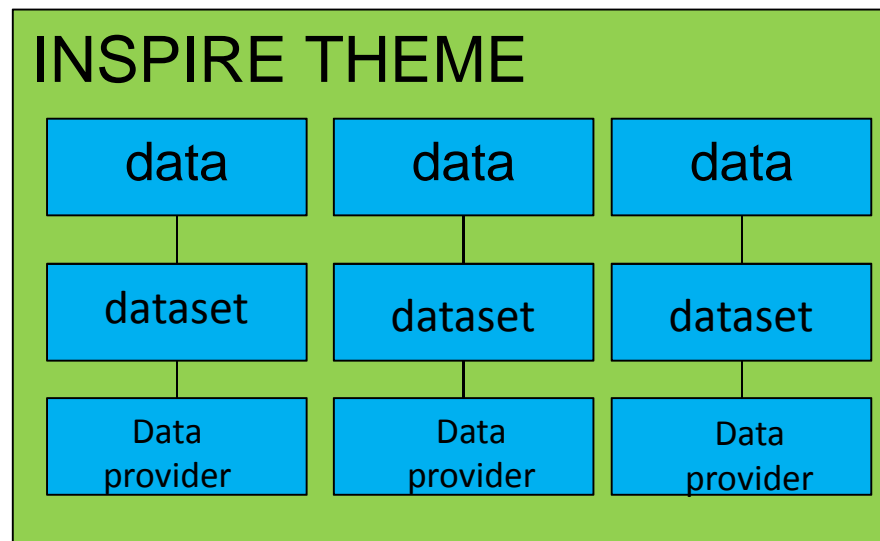 INSPIRE THEME
data
data
data
dataset
dataset
dataset
Data
provider
Data
provider
Data
provider